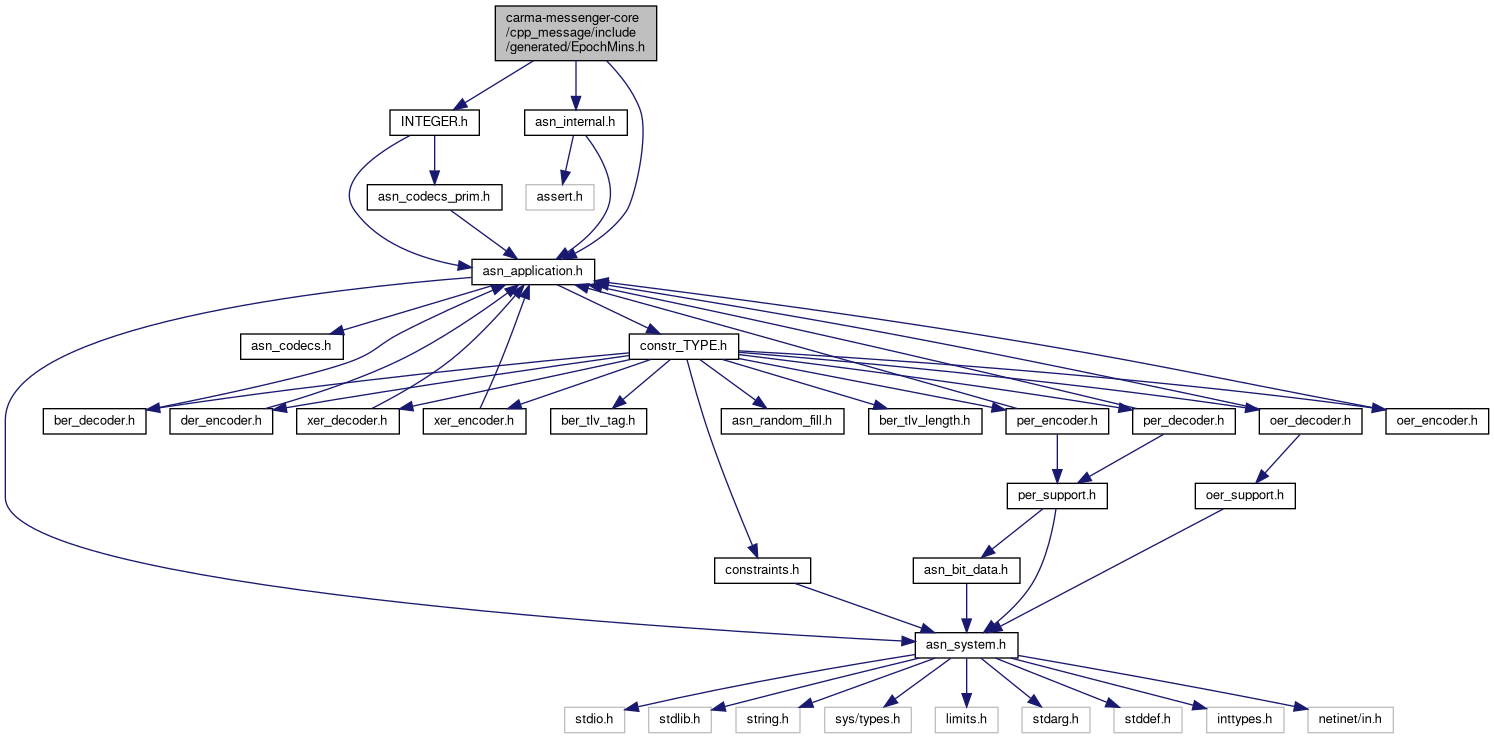 carma-messenger-core
/cpp_message/include
/generated/EpochMins.h
INTEGER.h
asn_internal.h
asn_codecs_prim.h
assert.h
asn_application.h
asn_codecs.h
constr_TYPE.h
ber_decoder.h
der_encoder.h
xer_decoder.h
xer_encoder.h
ber_tlv_tag.h
asn_random_fill.h
ber_tlv_length.h
per_encoder.h
per_decoder.h
oer_decoder.h
oer_encoder.h
per_support.h
oer_support.h
constraints.h
asn_bit_data.h
asn_system.h
stdio.h
stdlib.h
string.h
sys/types.h
limits.h
stdarg.h
stddef.h
inttypes.h
netinet/in.h